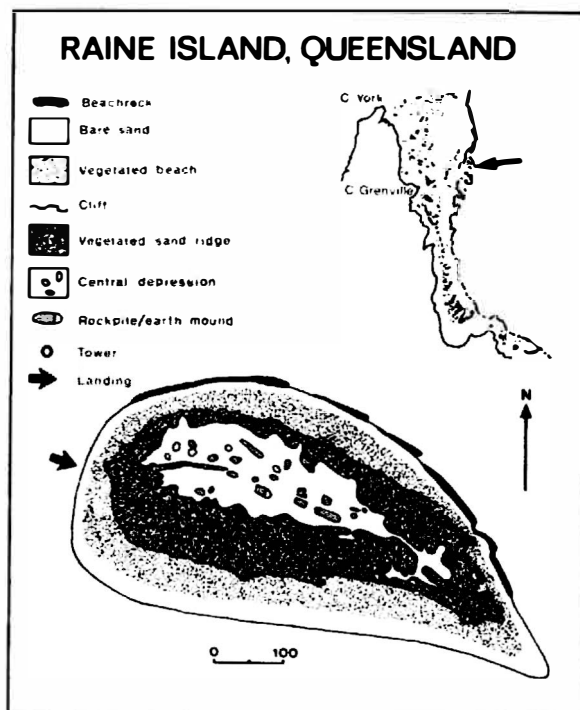 RAINE ISLAND, QUEENSLAND
Beachrock
Bare sand
Vegetated beach
Cliff
Vegetated sand ridge
Central depression
Rockpile/earth mound
Tower
Landing
C York
C Grenville
N
0 100